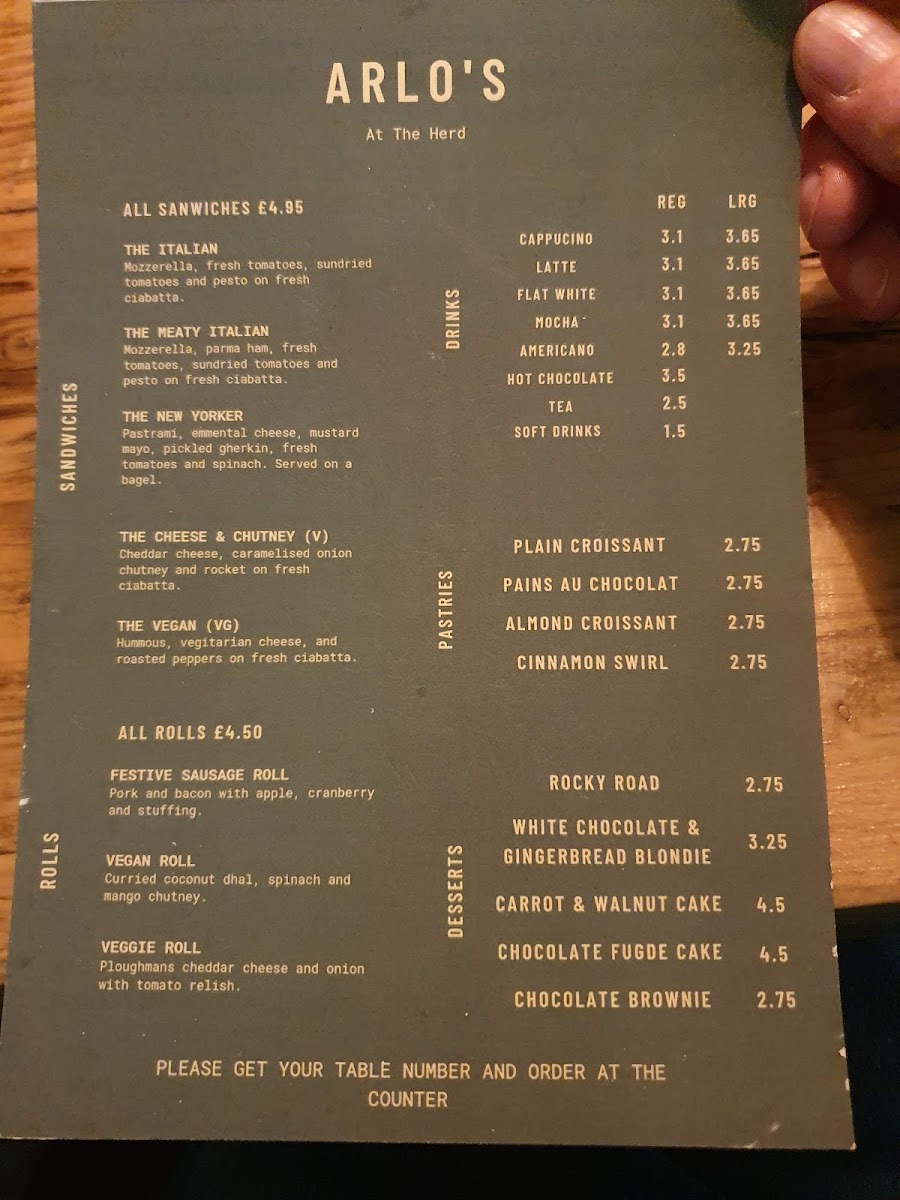 ARLO'S
At The Herd
SANDWICHES
ALL SANWICHES £4.95
THE ITALIAN
Mozzerella, fresh tomatoes, sundried
tomatoes and pesto on fresh
ciabatta.
THE MEATY ITALIAN
Mozzerella, parma ham, fresh
tomatoes, sundried tomatoes and
pesto on fresh ciabatta.
THE NEW YORKER
Pastrami, emmental cheese, mustard
mayo, pickled gherkin, fresh
tomatoes and spinach. Served on a
bagel.
THE CHEESE & CHUTNEY (V)
Cheddar cheese, caramelised onion
chutney and rocket on fresh
ciabatta.
THE VEGAN (VG)
Hummous, vegitarian cheese, and
roasted peppers on fresh ciabatta.
ROLLS
ALL ROLLS £4.50
FESTIVE SAUSAGE ROLL
Pork and bacon with apple, cranberry
and stuffing.
VEGAN ROLL
Curried coconut dhal, spinach and
mango chutney.
VEGGIE ROLL
Ploughmans cheddar cheese and onion
with tomato relish.
DRINKS
REG LRG
CAPPUCINO 3.1 3.65
LATTE 3.1 3.65
FLAT WHITE 3.1 3.65
MOCHA 3.1 3.65
AMERICANO 2.8 3.25
HOT CHOCOLATE 3.5
TEA 2.5
SOFT DRINKS 1.5
PASTRIES
PLAIN CROISSANT 2.75
PAINS AU CHOCOLAT 2.75
ALMOND CROISSANT 2.75
CINNAMON SWIRL 2.75
DESSERTS
ROCKY ROAD 2.75
WHITE CHOCOLATE &
GINGERBREAD BLONDIE 3.25
CARROT & WALNUT CAKE 4.5
CHOCOLATE FUGDE CAKE 4.5
CHOCOLATE BROWNIE 2.75
PLEASE GET YOUR TABLE NUMBER AND ORDER AT THE
COUNTER